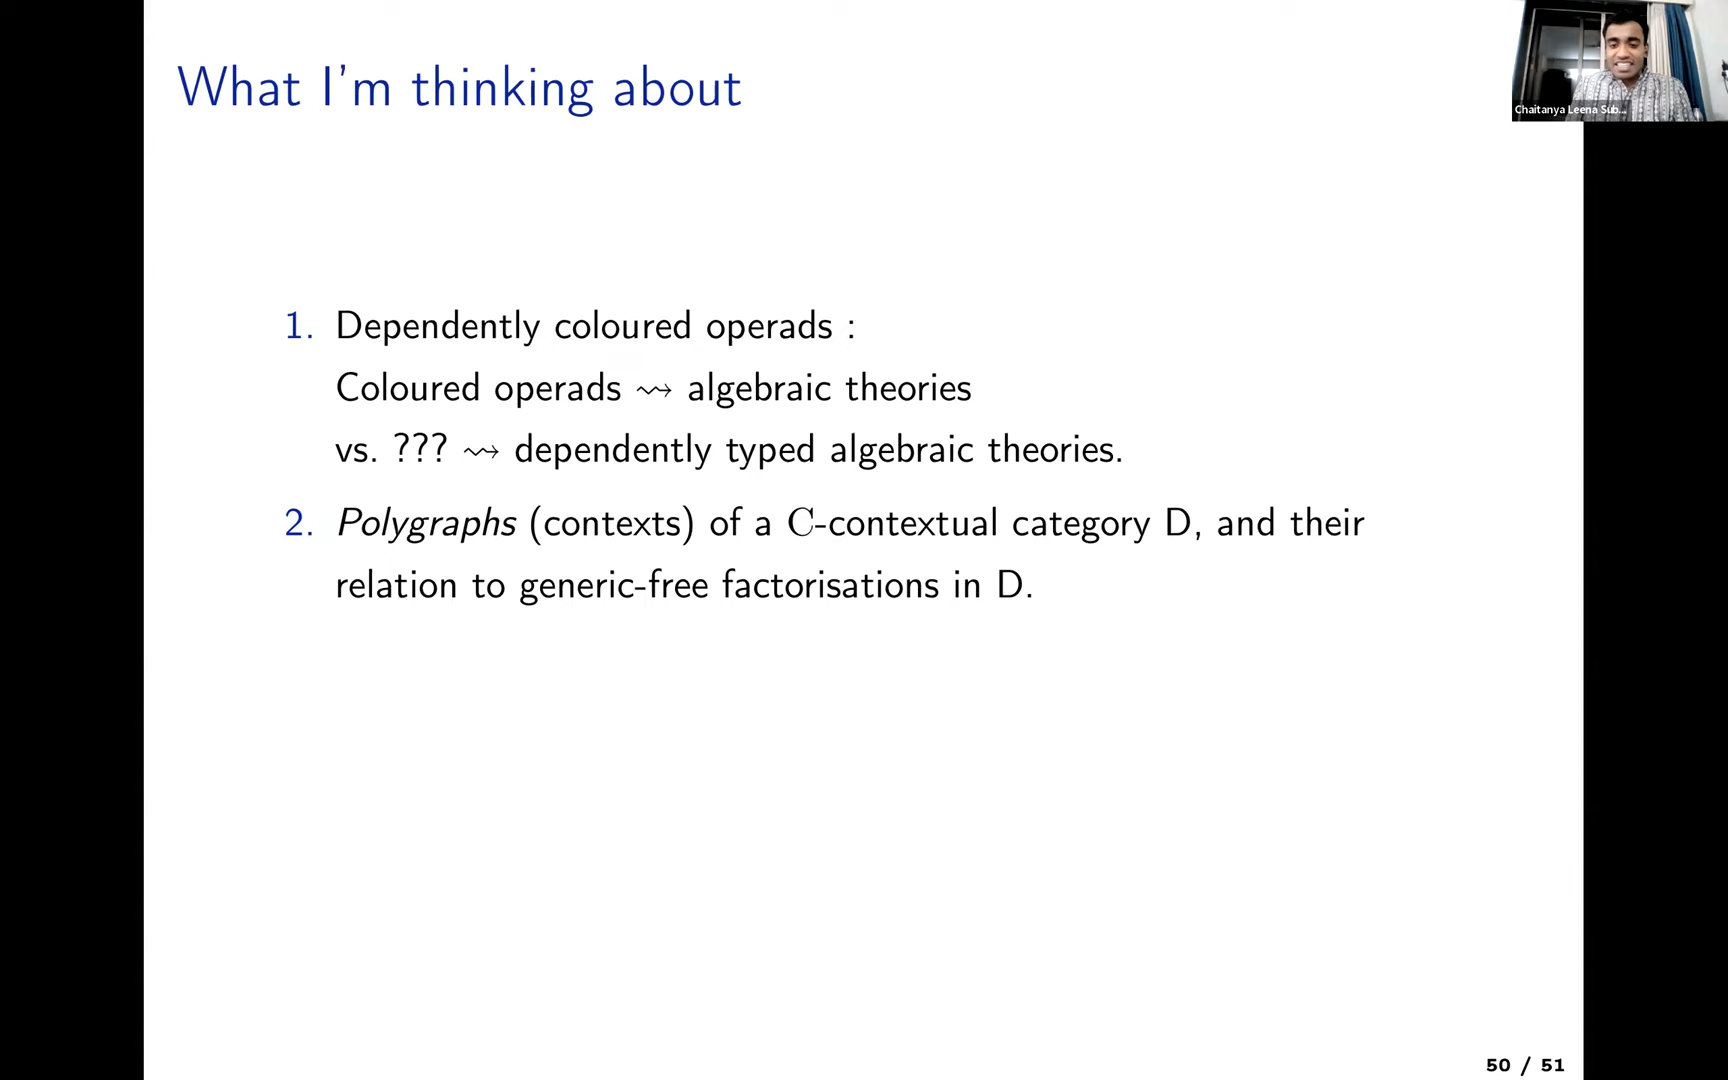 What I'm thinking about
Chaitanya Leena Sub...
1. Dependently coloured operads :
Coloured operads ⇝ algebraic theories
vs. ??? ⇝ dependently typed algebraic theories.
2. Polygraphs (contexts) of a C-contextual category D, and their
relation to generic-free factorisations in D.
50 / 51